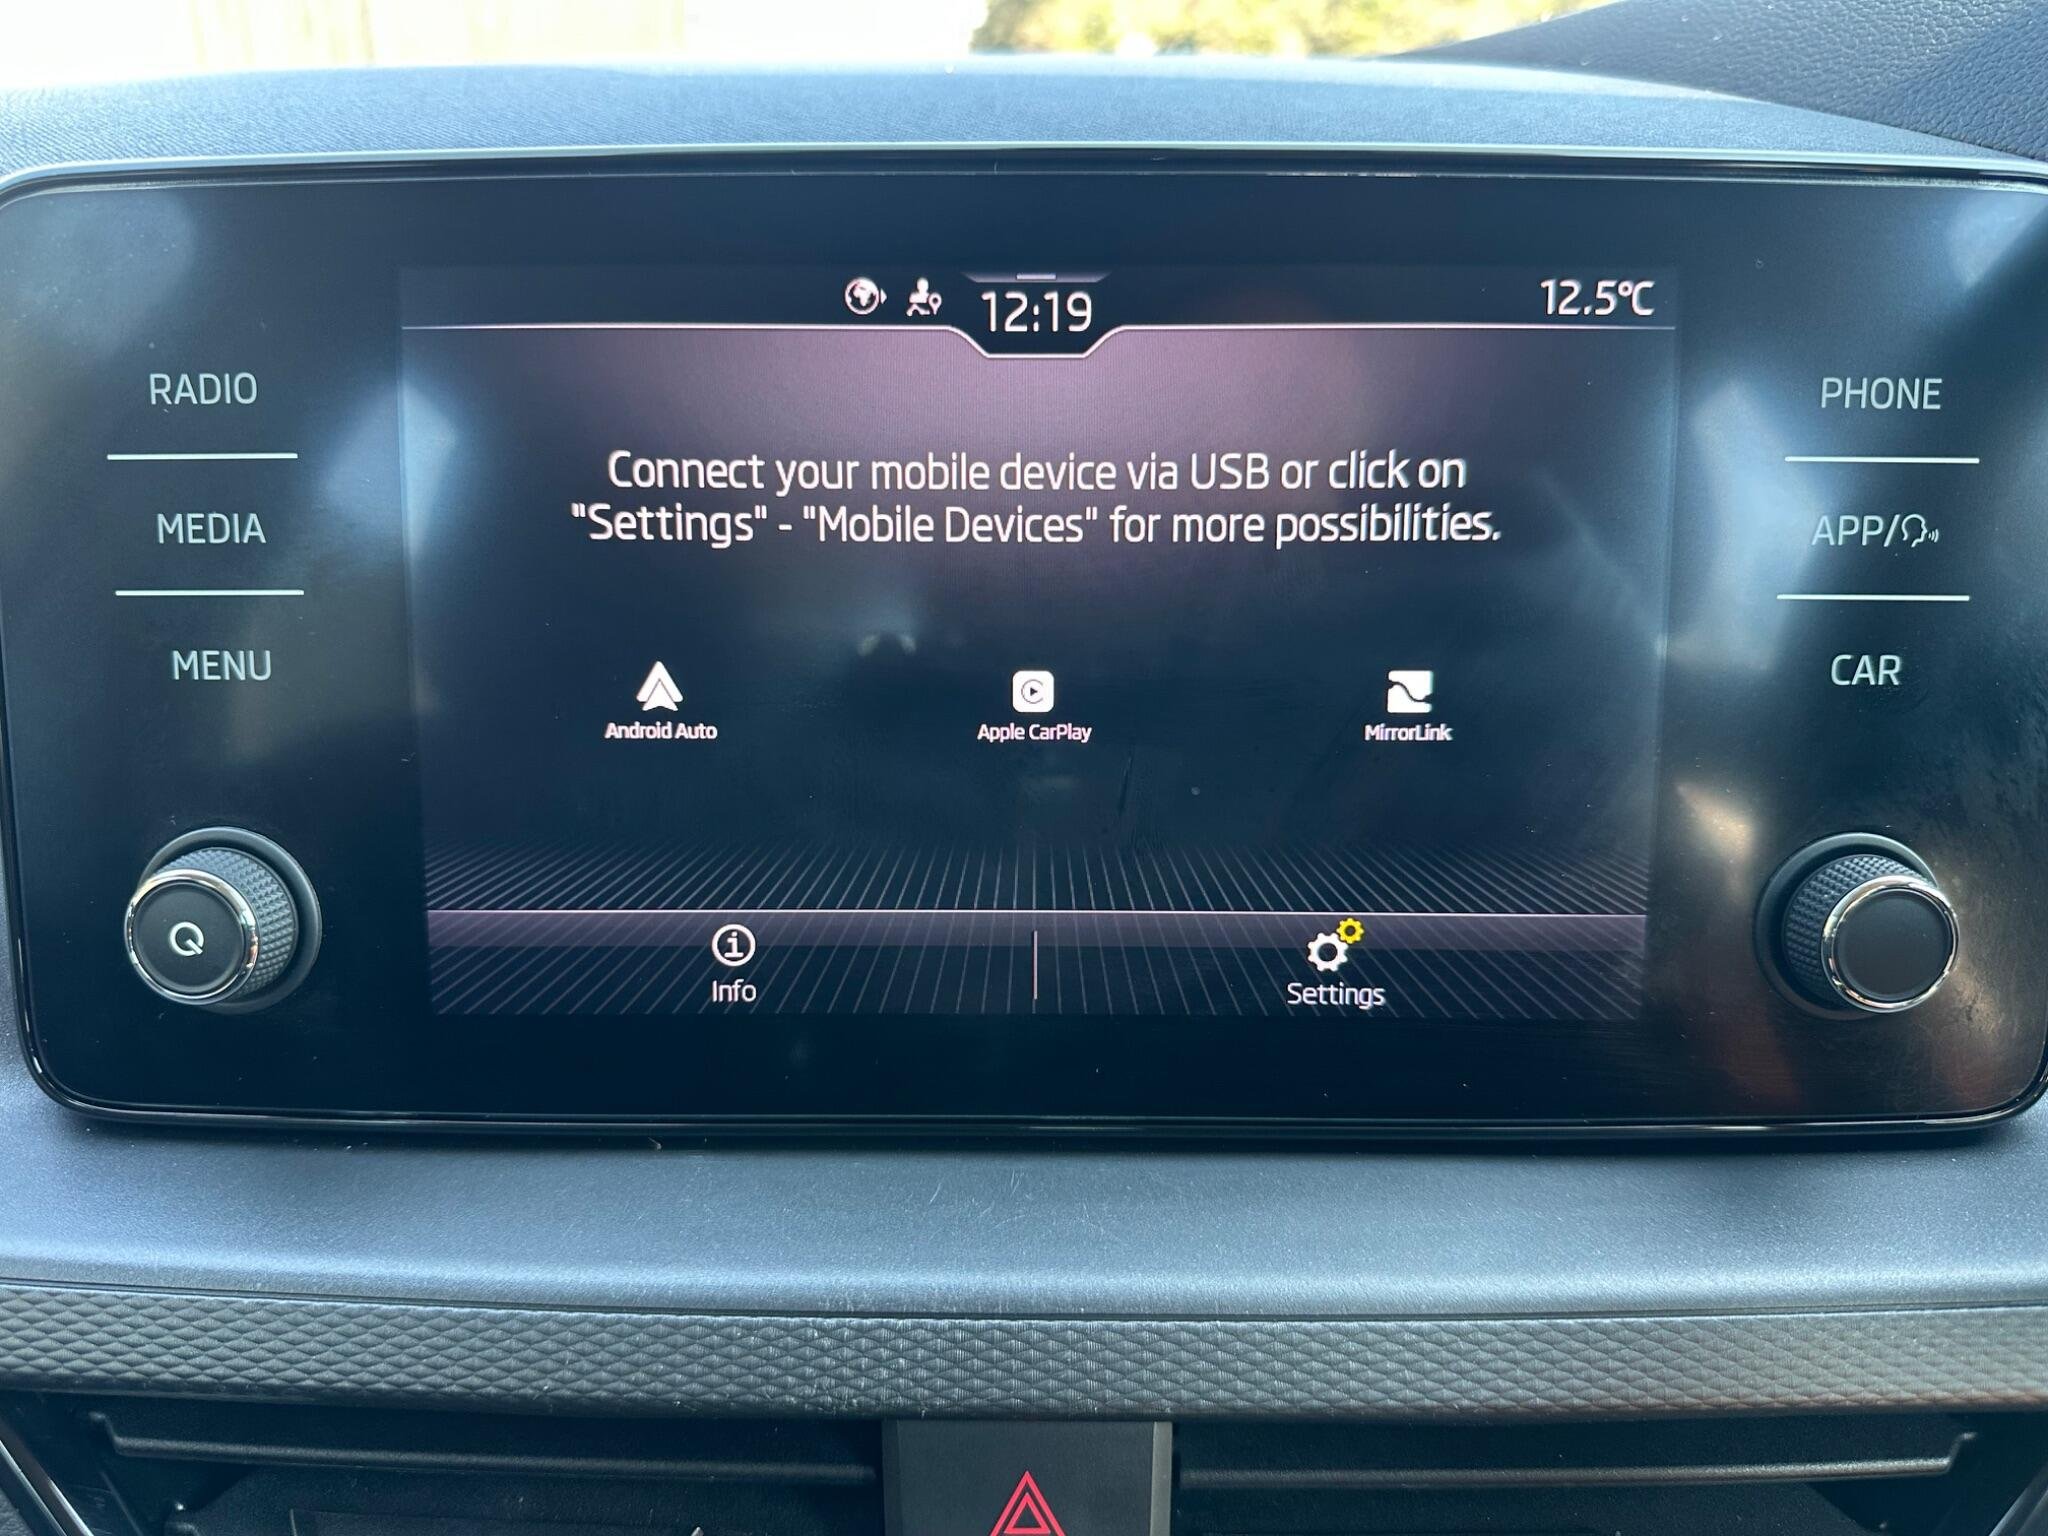 12:19
12.5°C
RADIO
MEDIA
MENU
Connect your mobile device via USB or click on
"Settings" - "Mobile Devices" for more possibilities.
Android Auto
Apple CarPlay
MirrorLink
Info
Settings
PHONE
APP/
CAR